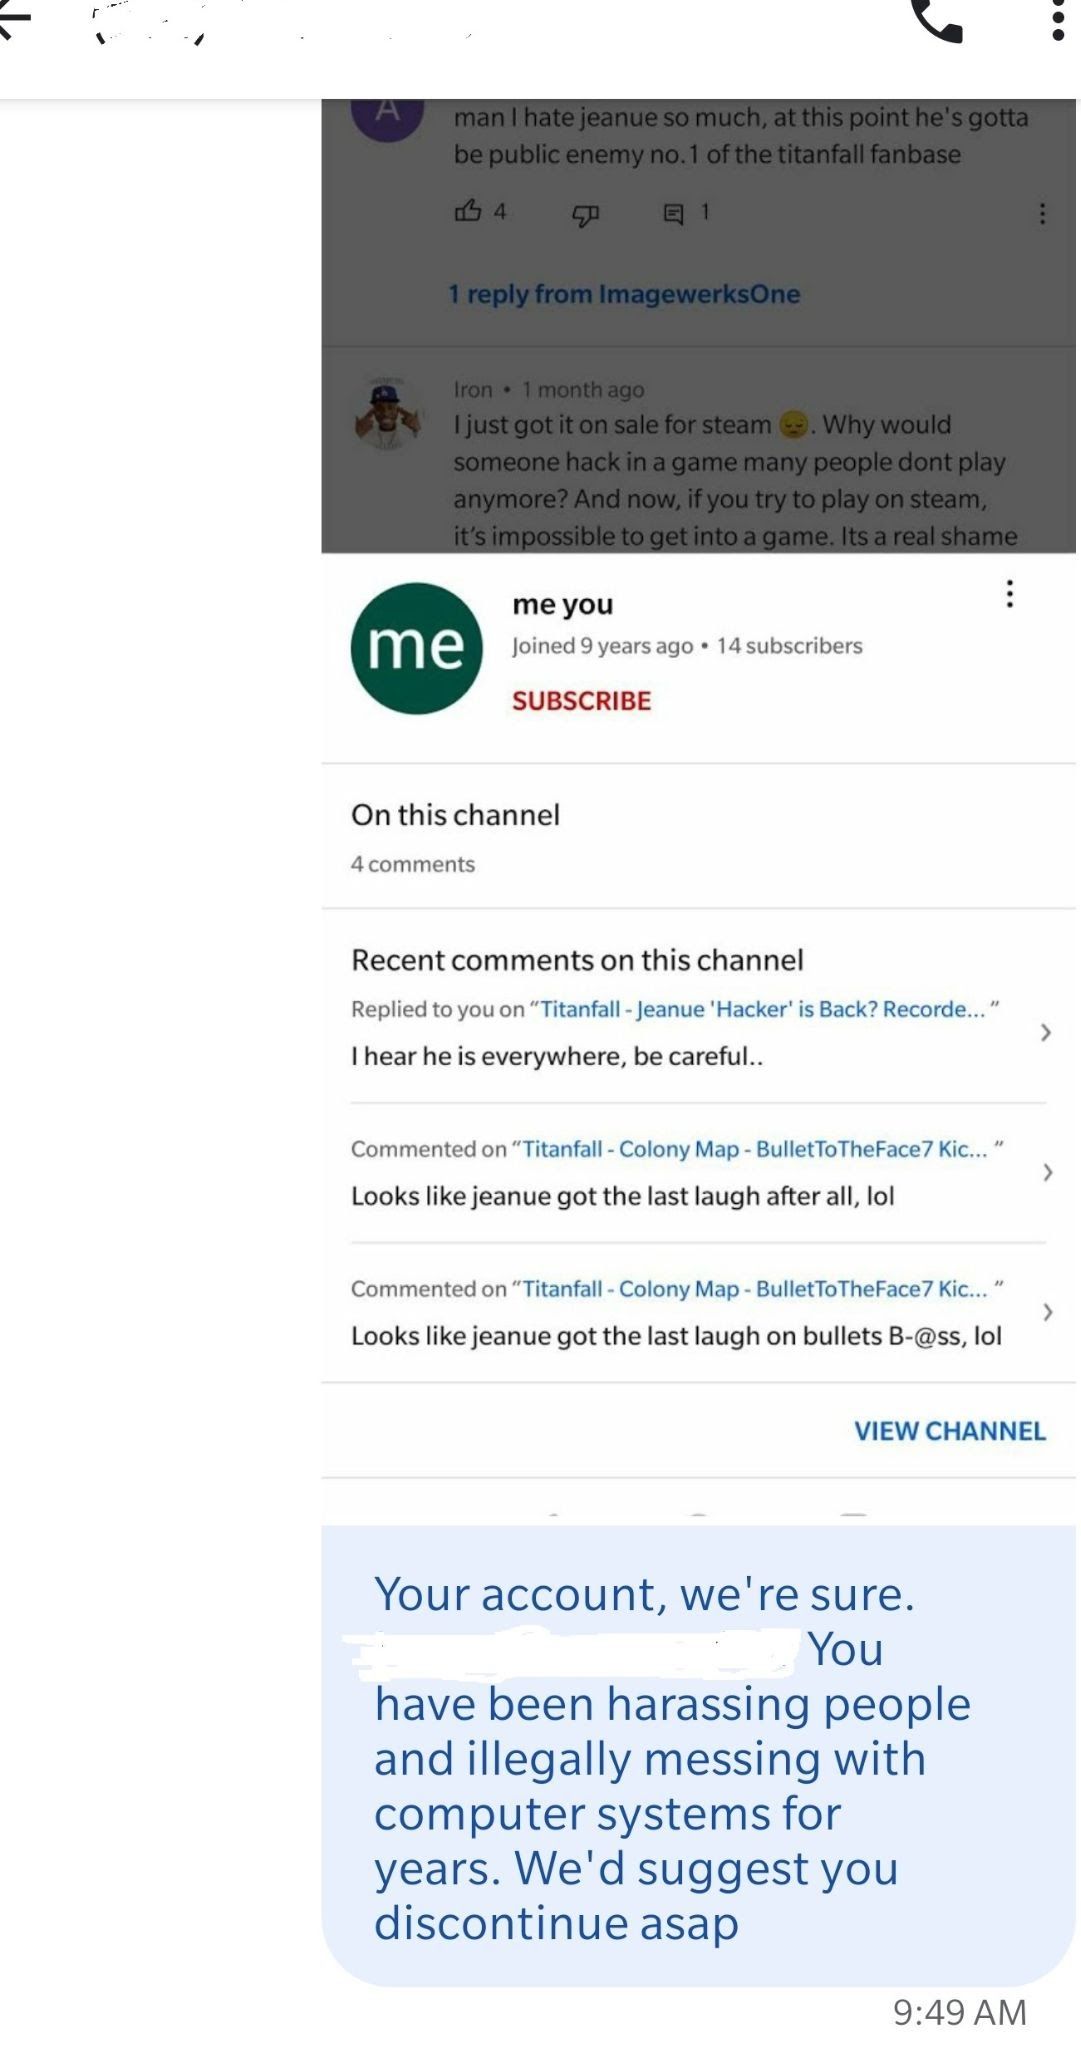 A
man I hate jeanue so much, at this point he's gotta
be public enemy no.1 of the titanfall fanbase
4
1
1 reply from ImagewerksOne
Iron • 1 month ago
I just got it on sale for steam 😔. Why would
someone hack in a game many people dont play
anymore? And now, if you try to play on steam,
it's impossible to get into a game. Its a real shame
me
me you
Joined 9 years ago • 14 subscribers
SUBSCRIBE
On this channel
4 comments
Recent comments on this channel
Replied to you on "Titanfall - Jeanue 'Hacker' is Back? Recorde... "
I hear he is everywhere, be careful..
Commented on "Titanfall - Colony Map - BulletToTheFace7 Kic... "
Looks like jeanue got the last laugh after all, lol
Commented on "Titanfall - Colony Map - BulletToTheFace7 Kic... "
Looks like jeanue got the last laugh on bullets B-@ss, lol
VIEW CHANNEL
Your account, we're sure.
You
have been harassing people
and illegally messing with
computer systems for
years. We'd suggest you
discontinue asap
9:49 AM